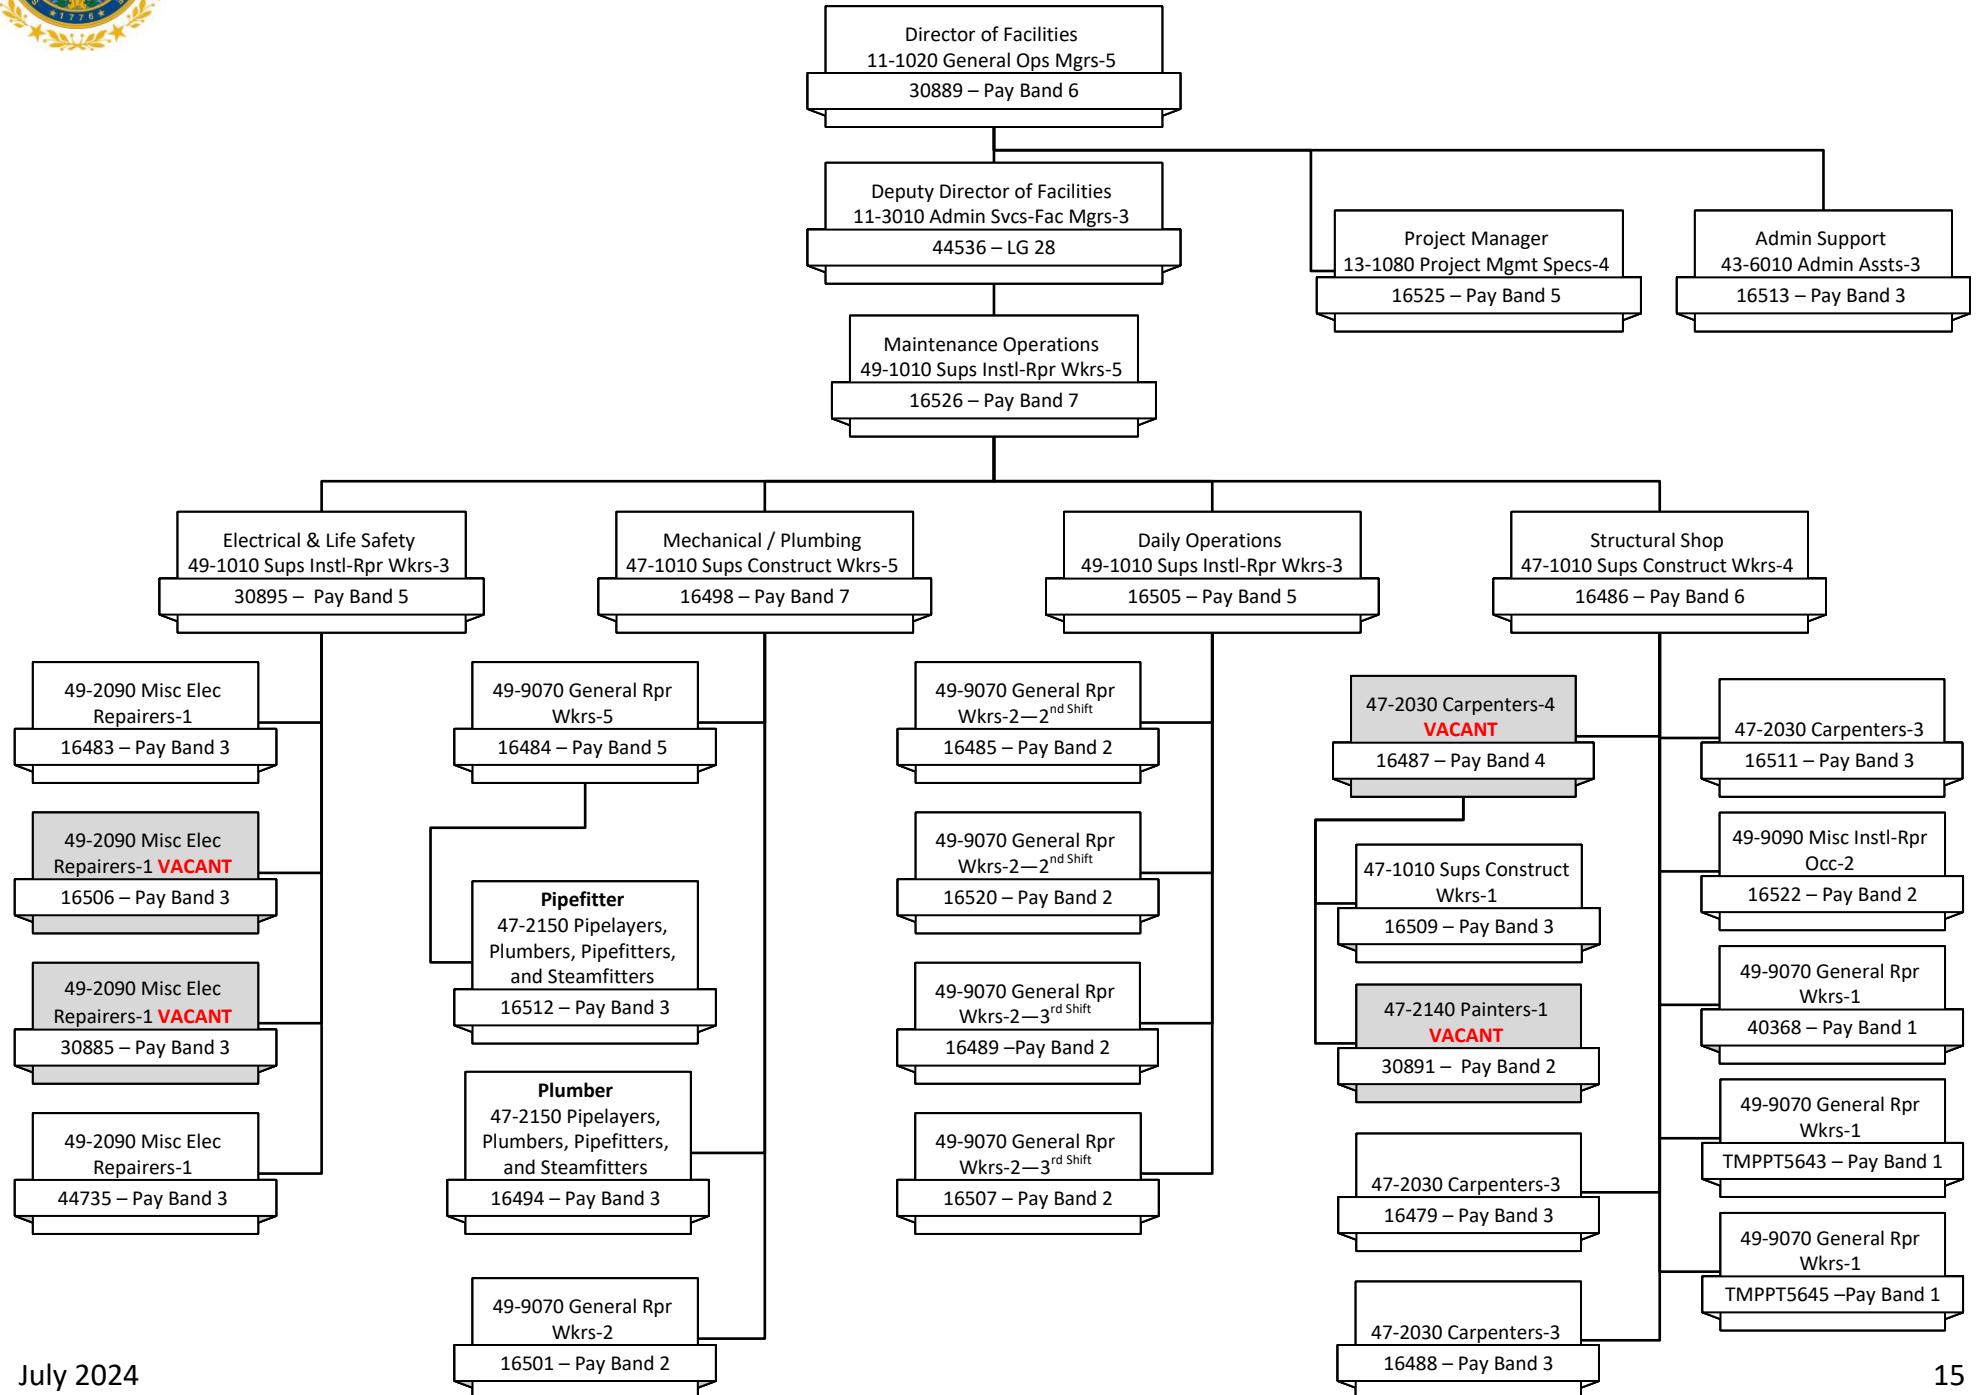 1776
Director of Facilities
11-1020 General Ops Mgrs-5
30889 – Pay Band 6
Deputy Director of Facilities
11-3010 Admin Svcs-Fac Mgrs-3
44536 – LG 28
Project Manager
13-1080 Project Mgmt Specs-4
16525 – Pay Band 5
Admin Support
43-6010 Admin Assts-3
16513 – Pay Band 3
Maintenance Operations
49-1010 Sups Instl-Rpr Wkrs-5
16526 – Pay Band 7
Electrical & Life Safety
49-1010 Sups Instl-Rpr Wkrs-3
30895 – Pay Band 5
Mechanical / Plumbing
47-1010 Sups Construct Wkrs-5
16498 – Pay Band 7
Daily Operations
49-1010 Sups Instl-Rpr Wkrs-3
16505 – Pay Band 5
Structural Shop
47-1010 Sups Construct Wkrs-4
16486 – Pay Band 6
49-2090 Misc Elec
Repairers-1
16483 – Pay Band 3
49-2090 Misc Elec
Repairers-1 VACANT
16506 – Pay Band 3
49-2090 Misc Elec
Repairers-1 VACANT
30885 – Pay Band 3
49-2090 Misc Elec
Repairers-1
44735 – Pay Band 3
49-9070 General Rpr
Wkrs-5
16484 – Pay Band 5
Pipefitter
47-2150 Pipelayers,
Plumbers, Pipefitters,
and Steamfitters
16512 – Pay Band 3
Plumber
47-2150 Pipelayers,
Plumbers, Pipefitters,
and Steamfitters
16494 – Pay Band 3
49-9070 General Rpr
Wkrs-2
16501 – Pay Band 2
49-9070 General Rpr
Wkrs-2—2nd Shift
16485 – Pay Band 2
49-9070 General Rpr
Wkrs-2—2nd Shift
16520 – Pay Band 2
49-9070 General Rpr
Wkrs-2—3rd Shift
16489 –Pay Band 2
49-9070 General Rpr
Wkrs-2—3rd Shift
16507 – Pay Band 2
47-2030 Carpenters-4
VACANT
16487 – Pay Band 4
47-1010 Sups Construct
Wkrs-1
16509 – Pay Band 3
47-2140 Painters-1
VACANT
30891 – Pay Band 2
47-2030 Carpenters-3
16479 – Pay Band 3
47-2030 Carpenters-3
16488 – Pay Band 3
47-2030 Carpenters-3
16511 – Pay Band 3
49-9090 Misc Instl-Rpr
Occ-2
16522 – Pay Band 2
49-9070 General Rpr
Wkrs-1
40368 – Pay Band 1
49-9070 General Rpr
Wkrs-1
TMPPT5643 – Pay Band 1
49-9070 General Rpr
Wkrs-1
TMPPT5645 –Pay Band 1
July 2024
15